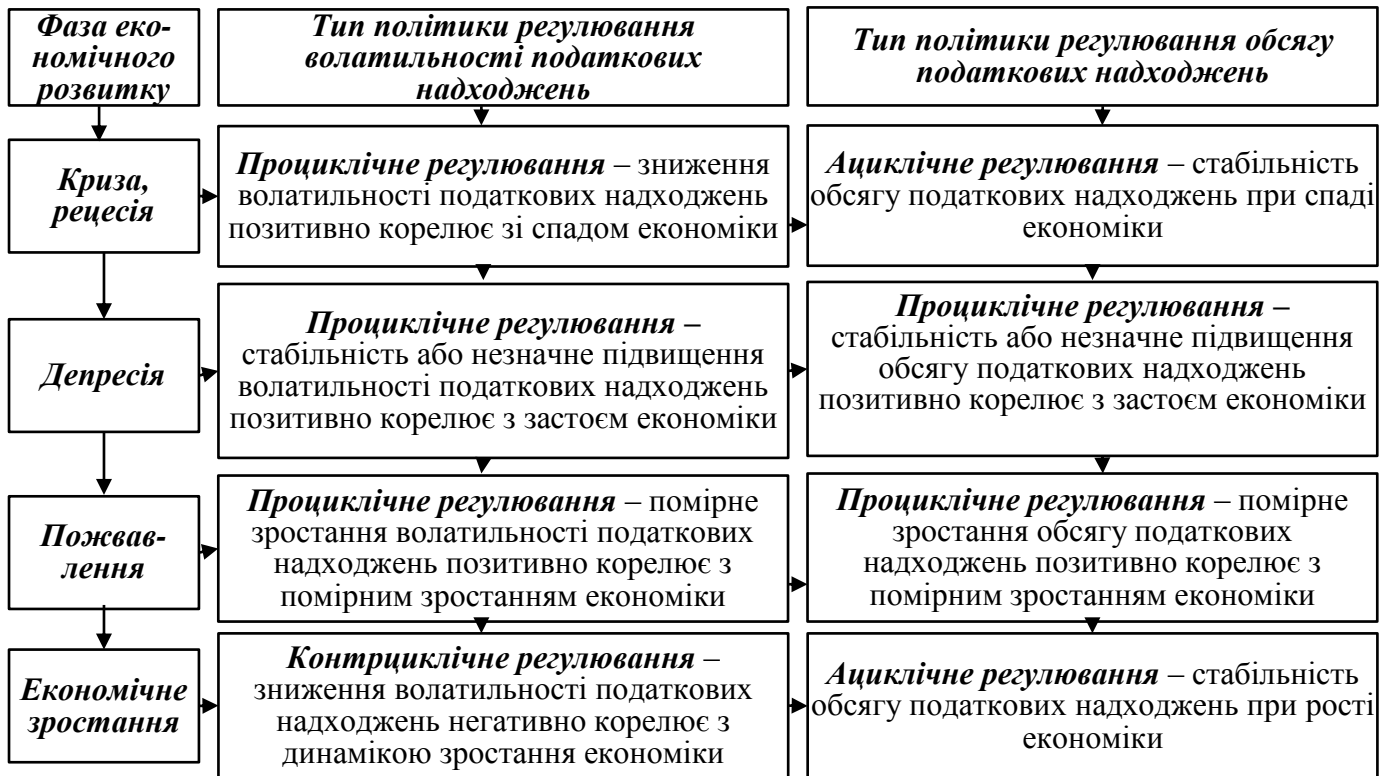 Фаза еко-
номічного
розвитку
Тип політики регулювання
волатильності податкових
надходжень
Тип політики регулювання обсягу
податкових надходжень
Криза,
рецесія
Проциклічне регулювання – зниження
волатильності податкових надходжень
позитивно корелює зі спадом економіки
Ациклічне регулювання – стабільність
обсягу податкових надходжень при спаді
економіки
Депресія
Проциклічне регулювання –
стабільність або незначне підвищення
волатильності податкових надходжень
позитивно корелює з застоєм економіки
Проциклічне регулювання –
стабільність або незначне підвищення
обсягу податкових надходжень
позитивно корелює з застоєм економіки
Пожвав-
лення
Проциклічне регулювання – помірне
зростання волатильності податкових
надходжень позитивно корелює з
помірним зростанням економіки
Проциклічне регулювання – помірне
зростання обсягу податкових
надходжень позитивно корелює з
помірним зростанням економіки
Економічне
зростання
Контрциклічне регулювання –
зниження волатильності податкових
надходжень негативно корелює з
динамікою зростання економіки
Ациклічне регулювання – стабільність
обсягу податкових надходжень при рості
економіки